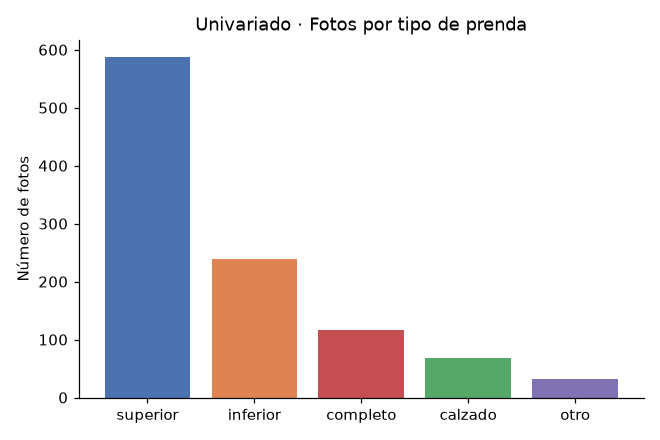 Univariado · Fotos por tipo de prenda
Número de fotos
600
500
400
300
200
100
0
superior inferior completo calzado otro